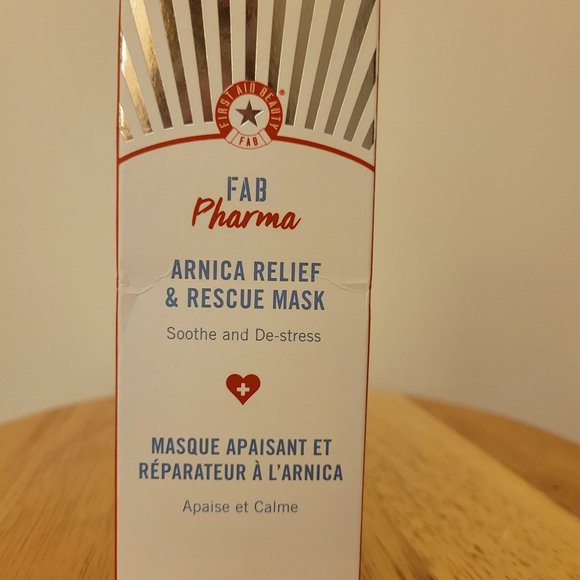 FIRST AID BEAUTY®
FAB
FAB
Pharma
ARNICA RELIEF
& RESCUE MASK
Soothe and De-stress
MASQUE APAISANT ET
RÉPARATEUR À L'ARNICA
Apaise et Calme